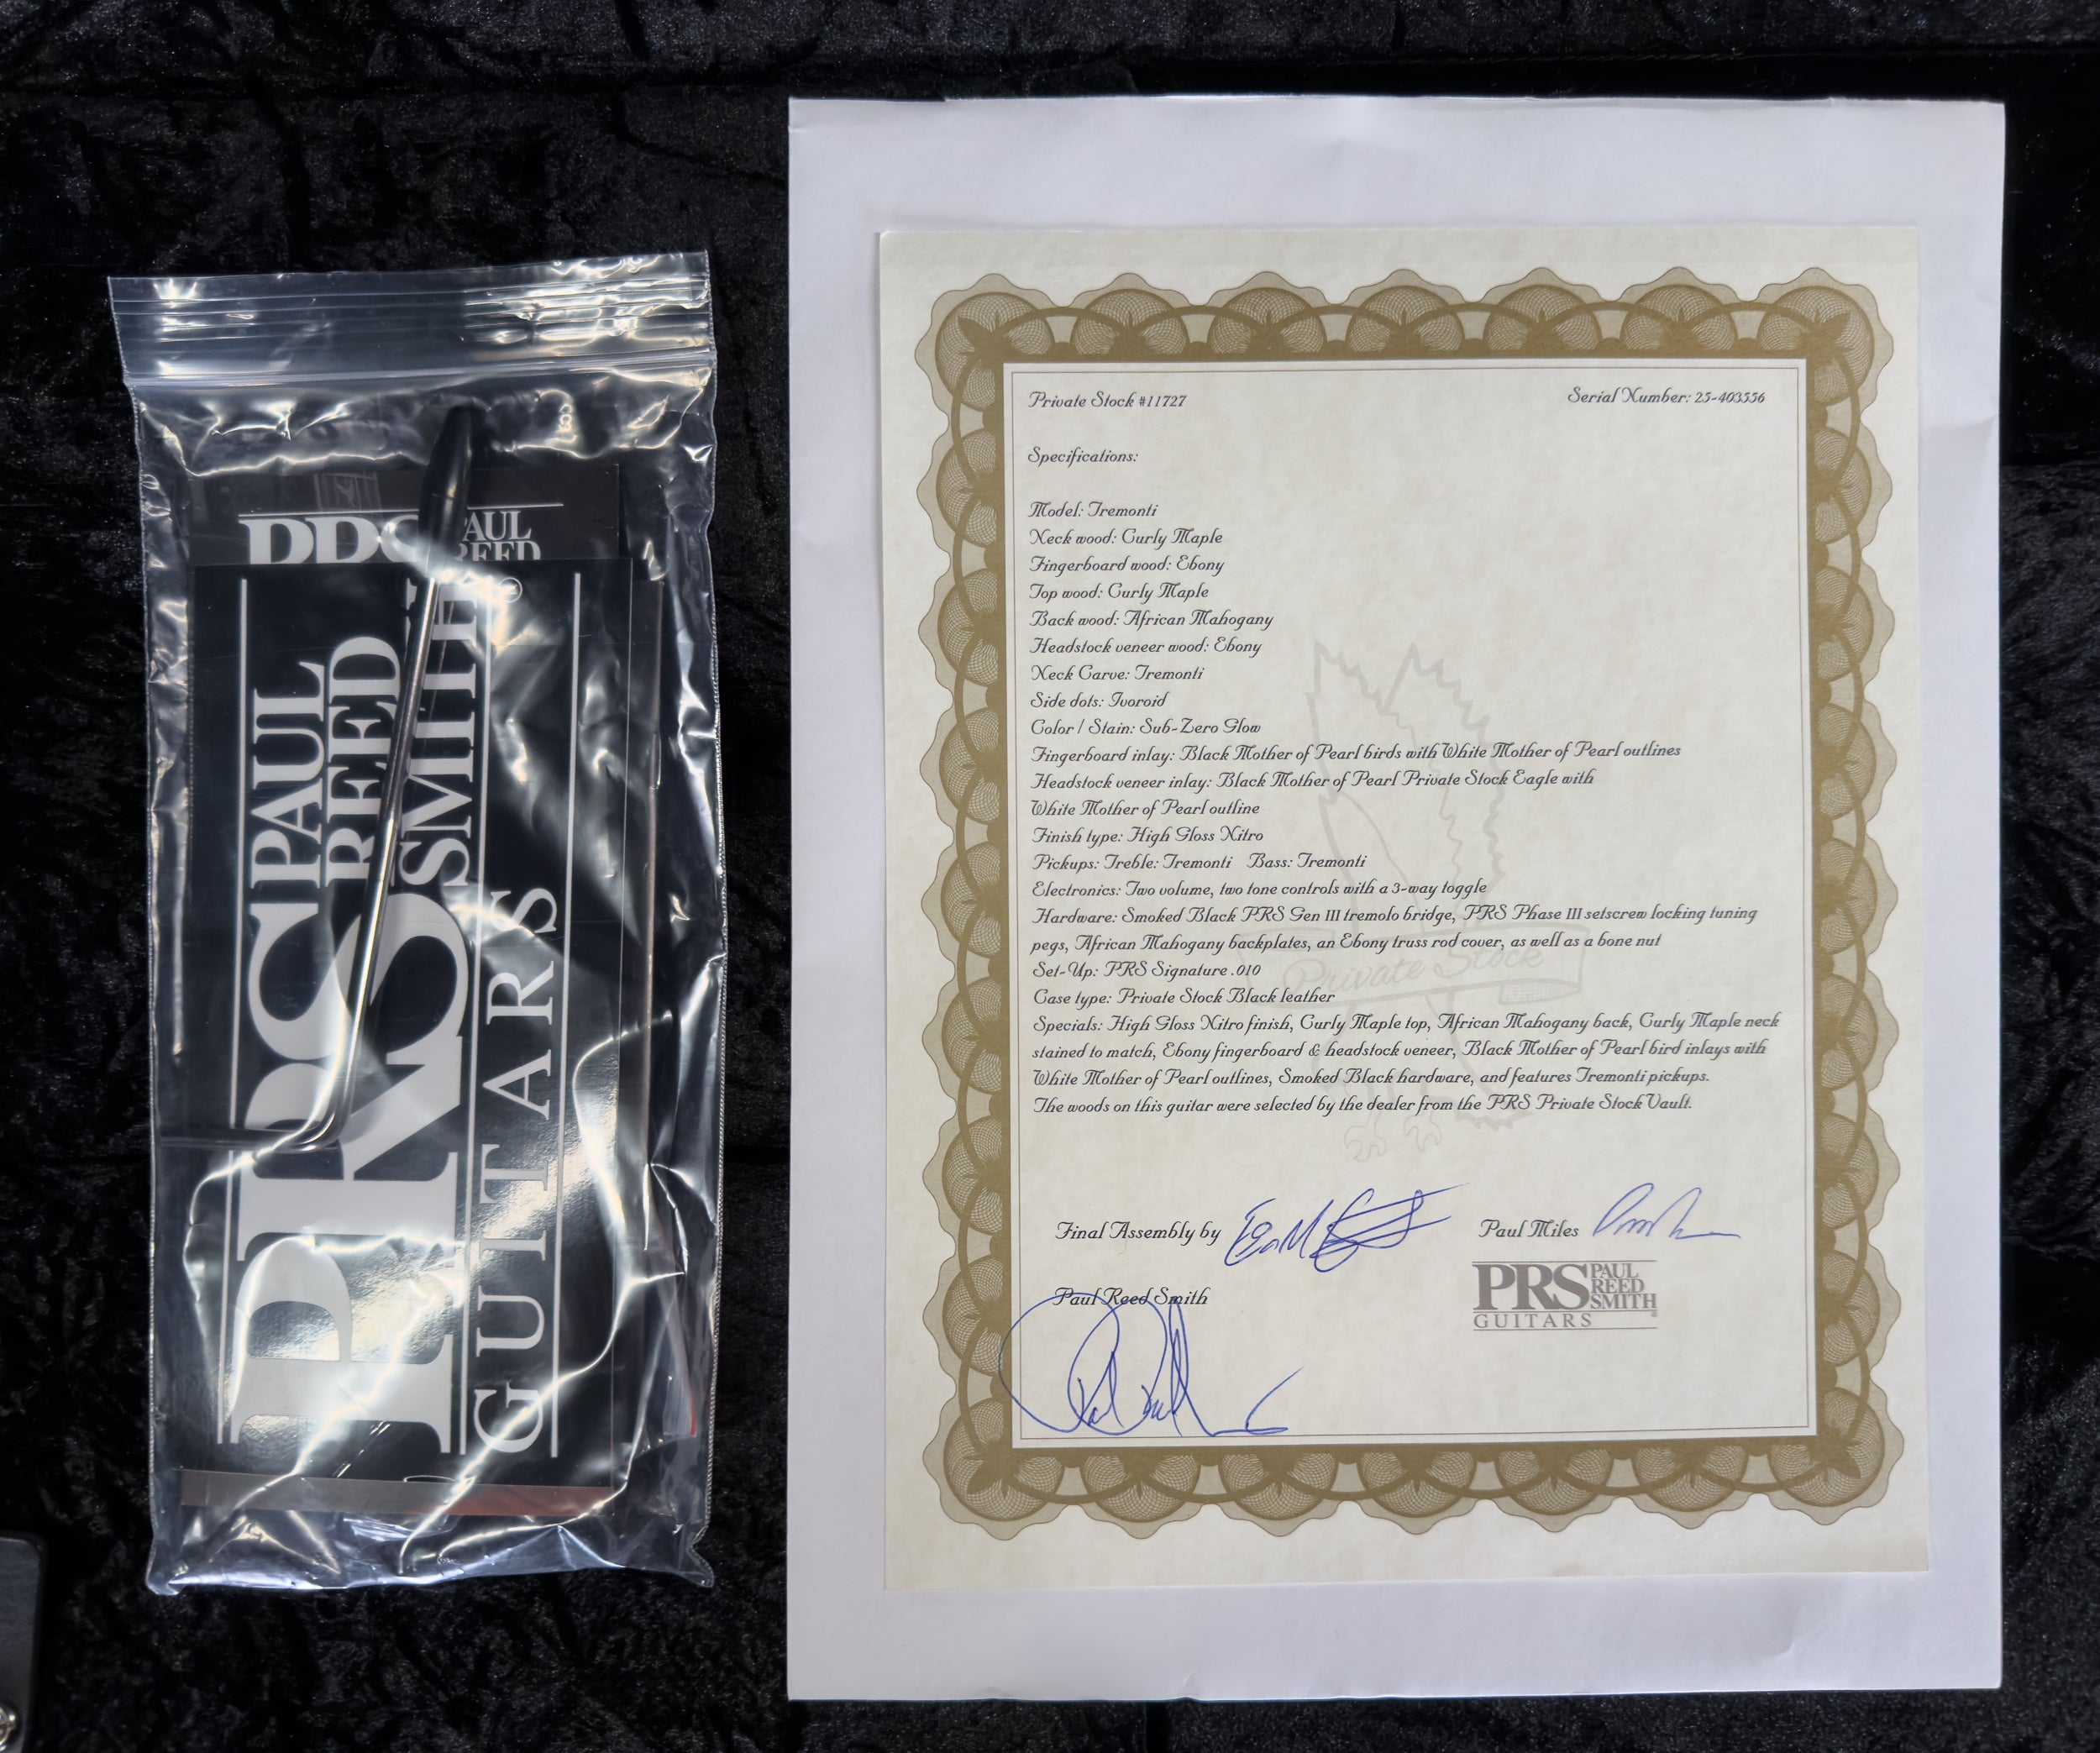 PAUL
REED
PRS PAUL
REED
SMITH
GUITARS
Private Stock #11727
Serial Number: 25-403556
Specifications:
Model: Tremonti
Neck wood: Curly Maple
Fingerboard wood: Ebony
Top wood: Curly Maple
Back wood: African Mahogany
Headstock veneer wood: Ebony
Neck Carve: Tremonti
Side dots: Ivoroid
Color / Stain: Sub-Zero Glow
Fingerboard inlay: Black Mother of Pearl birds with White Mother of Pearl outlines
Headstock veneer inlay: Black Mother of Pearl Private Stock Eagle with
White Mother of Pearl outline
Finish type: High Gloss Nitro
Pickups: Treble: Tremonti Bass: Tremonti
Electronics: Two volume, two tone controls with a 3-way toggle
Hardware: Smoked Black PRS Gen III tremolo bridge, PRS Phase III setscrew locking tuning
pegs, African Mahogany backplates, an Ebony truss rod cover, as well as a bone nut
Set-Up: PRS Signature .010
Private Stock
Case type: Private Stock Black leather
Specials: High Gloss Nitro finish, Curly Maple top, African Mahogany back, Curly Maple neck
stained to match, Ebony fingerboard & headstock veneer, Black Mother of Pearl bird inlays with
White Mother of Pearl outlines, Smoked Black hardware, and features Tremonti pickups.
The woods on this guitar were selected by the dealer from the PRS Private Stock Vault.
Final Assembly by
Paul Miles
Paul Reed Smith
PRS PAUL
REED
SMITH
GUITARS